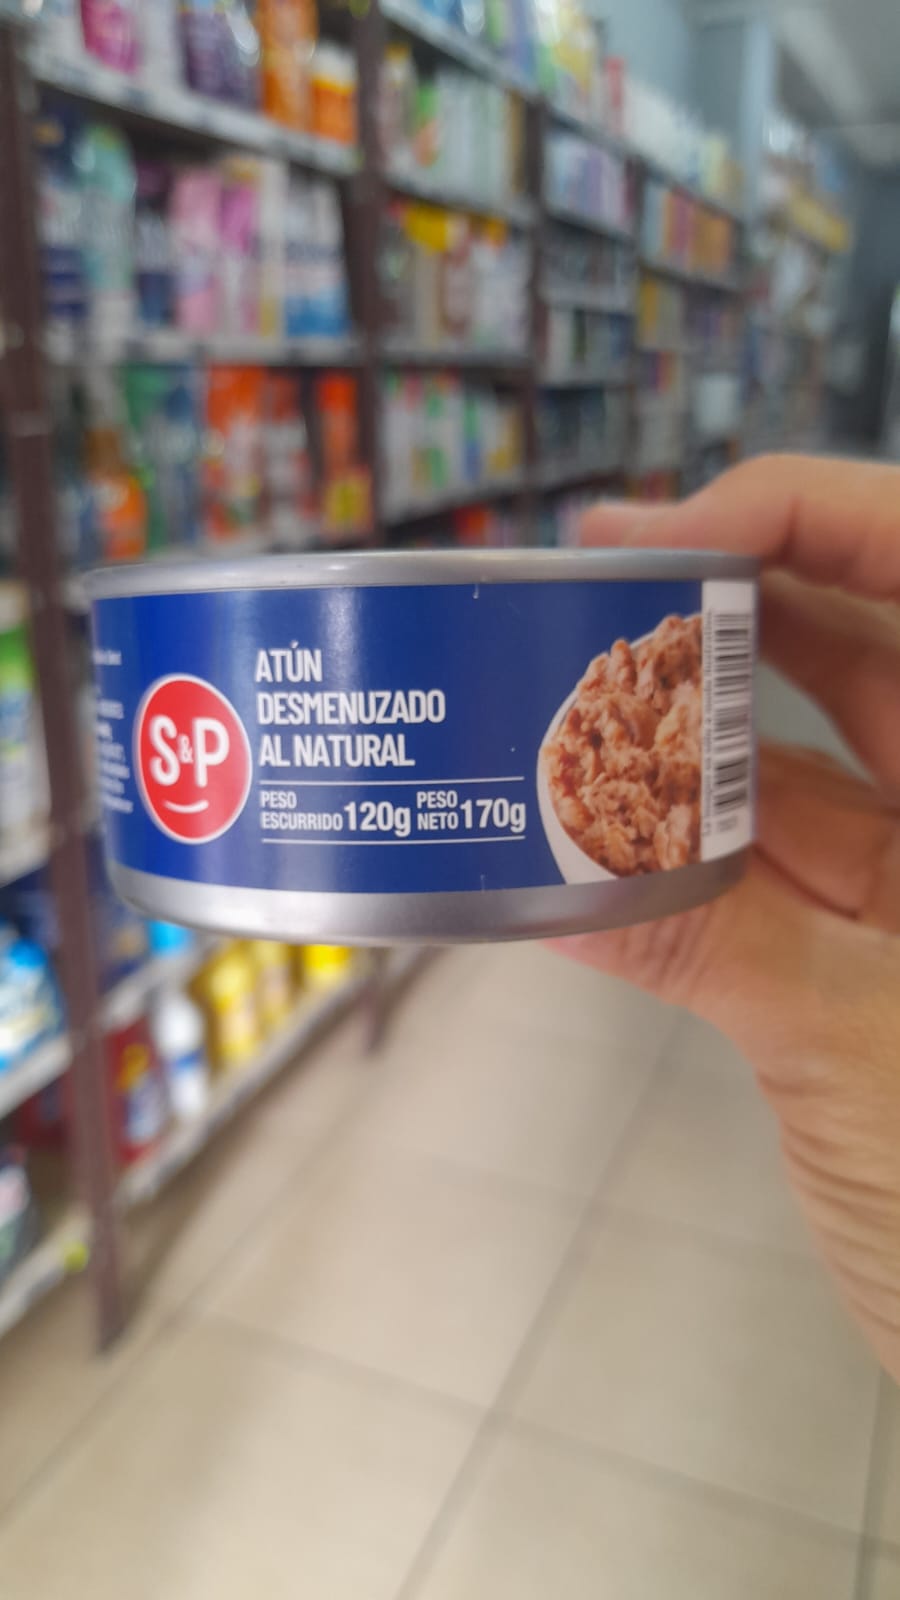 S&P
ATÚN
DESMENUZADO
AL NATURAL
PESO ESCURRIDO 120g PESO NETO 170g